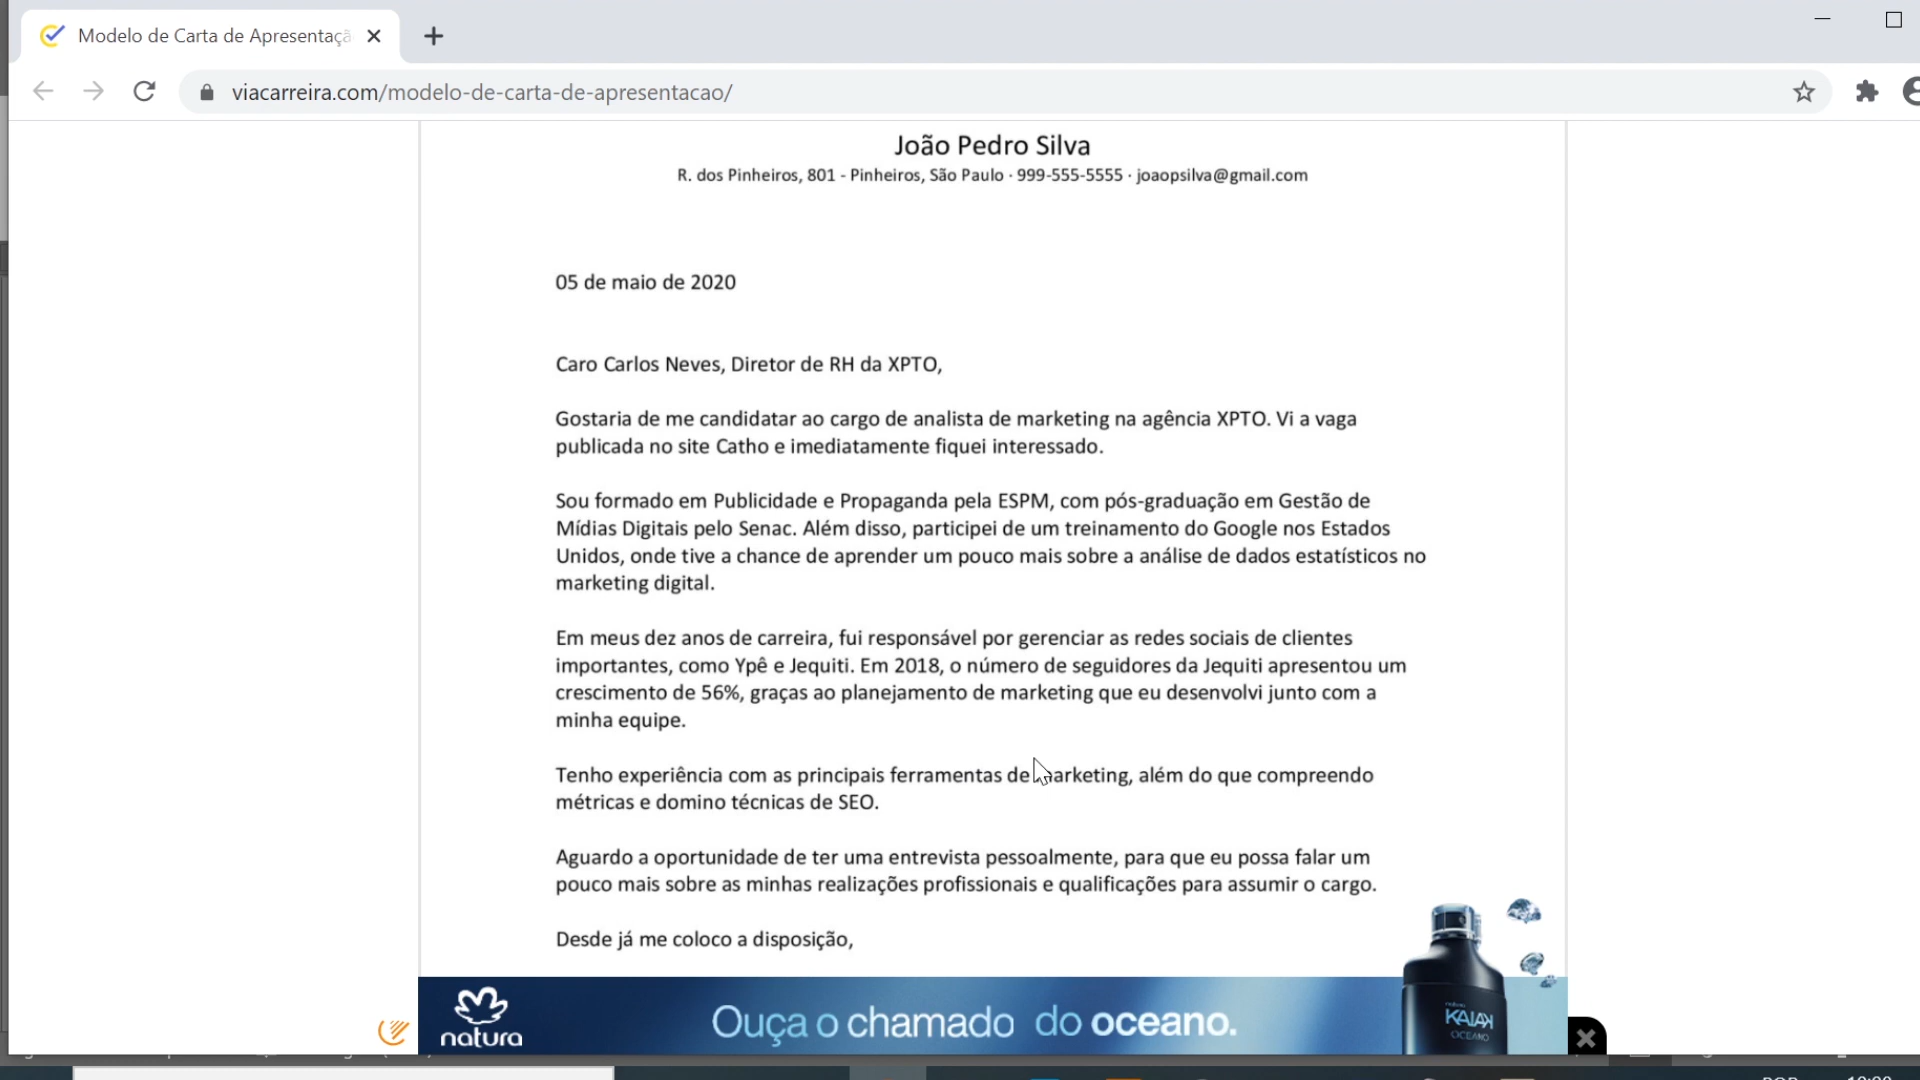 Modelo de Carta de Apresentaçã
viacarreira.com/modelo-de-carta-de-apresentacao/
João Pedro Silva
R. dos Pinheiros, 801 - Pinheiros, São Paulo · 999-555-5555 · joaopsilva@gmail.com
05 de maio de 2020
Caro Carlos Neves, Diretor de RH da XPTO,
Gostaria de me candidatar ao cargo de analista de marketing na agência XPTO. Vi a vaga
publicada no site Catho e imediatamente fiquei interessado.
Sou formado em Publicidade e Propaganda pela ESPM, com pós-graduação em Gestão de
Mídias Digitais pelo Senac. Além disso, participei de um treinamento do Google nos Estados
Unidos, onde tive a chance de aprender um pouco mais sobre a análise de dados estatísticos no
marketing digital.
Em meus dez anos de carreira, fui responsável por gerenciar as redes sociais de clientes
importantes, como Ypê e Jequiti. Em 2018, o número de seguidores da Jequiti apresentou um
crescimento de 56%, graças ao planejamento de marketing que eu desenvolvi junto com a
minha equipe.
Tenho experiência com as principais ferramentas de marketing, além do que compreendo
métricas e domino técnicas de SEO.
Aguardo a oportunidade de ter uma entrevista pessoalmente, para que eu possa falar um
pouco mais sobre as minhas realizações profissionais e qualificações para assumir o cargo.
Desde já me coloco a disposição,
natura
Ouça o chamado do oceano.
natura
KAIAK
OCEANO